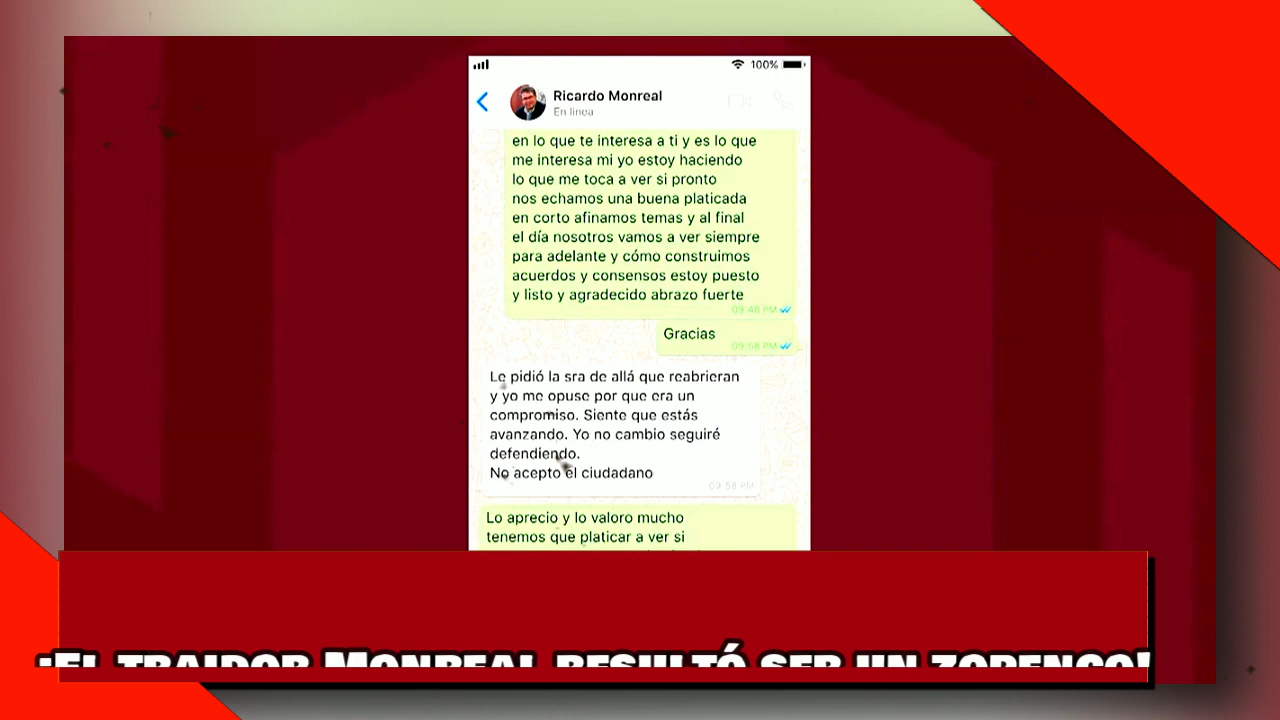 100%
Ricardo Monreal
En línea
en lo que te interesa a ti y es lo que
me interesa mi yo estoy haciendo
lo que me toca a ver si pronto
nos echamos una buena platicada
en corto afinamos temas y al final
el día nosotros vamos a ver siempre
para adelante y cómo construimos
acuerdos y consensos estoy puesto
y listo y agradecido abrazo fuerte
09:48 PM
Gracias
09:58 PM
Le pidió la sra de allá que reabrieran
y yo me opuse por que era un
compromiso. Siente que estás
avanzando. Yo no cambio seguiré
defendiendo.
No acepto el ciudadano
09:58 PM
Lo aprecio y lo valoro mucho
tenemos que platicar a ver si
¡El traidor Monreal resultó ser un zopenco!